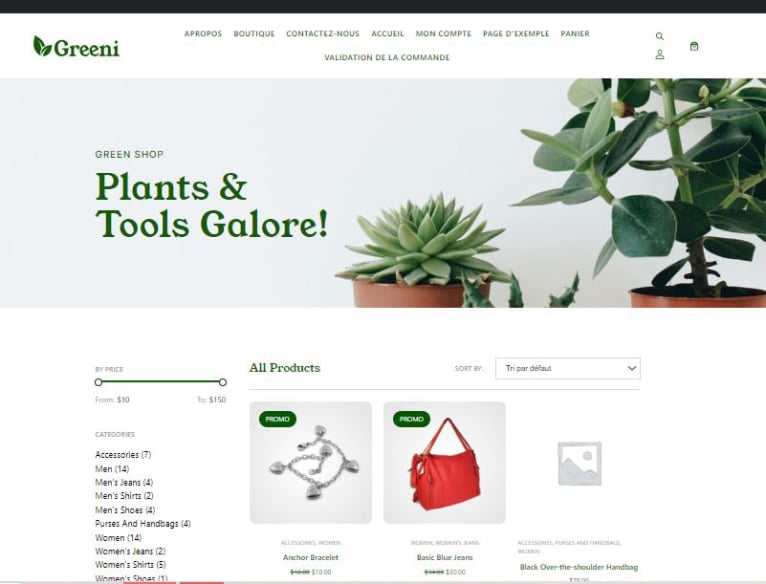 Greeni
APROPOS BOUTIQUE CONTACTEZ-NOUS ACCUEIL MON COMPTE PAGE D'EXEMPLE PANIER
VALIDATION DE LA COMMANDE
GREEN SHOP
Plants &
Tools Galore!
BY PRICE
From: $10 To: $150
CATEGORIES
Accessories (7)
Men (14)
Men's Jeans (4)
Men's Shirts (2)
Men's Shoes (4)
Purses And Handbags (4)
Women (14)
Women's Jeans (2)
Women's Shirts (5)
Women's Shoes (1)
All Products
SORT BY: Tri par défaut
PROMO
ACCESSORIES, WOMEN
Anchor Bracelet
$12.00 $10.00
PROMO
WOMEN, WOMEN'S JEANS
Basic Blue Jeans
$34.00 $30.00
ACCESSORIES, PURSES AND HANDBAGS,
WOMEN
Black Over-the-shoulder Handbag